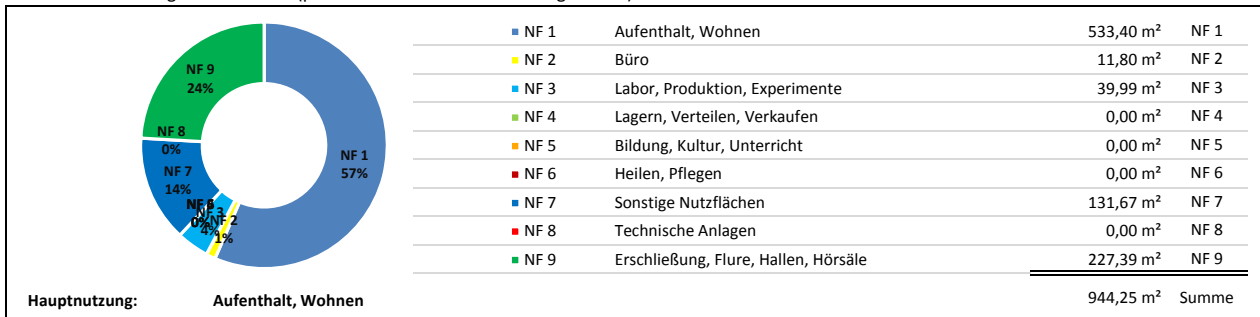 NF 1 Aufenthalt, Wohnen 533,40 m² NF 1
NF 2 Büro 11,80 m² NF 2
NF 3 Labor, Produktion, Experimente 39,99 m² NF 3
NF 4 Lagern, Verteilen, Verkaufen 0,00 m² NF 4
NF 5 Bildung, Kultur, Unterricht 0,00 m² NF 5
NF 6 Heilen, Pflegen 0,00 m² NF 6
NF 7 Sonstige Nutzflächen 131,67 m² NF 7
NF 8 Technische Anlagen 0,00 m² NF 8
NF 9 Erschließung, Flure, Hallen, Hörsäle 227,39 m² NF 9
944,25 m² Summe
NF 9
24%
NF 8
0%
NF 7
14%
NF 3
4%
NF 2
1%
NF 1
57%
Hauptnutzung: Aufenthalt, Wohnen